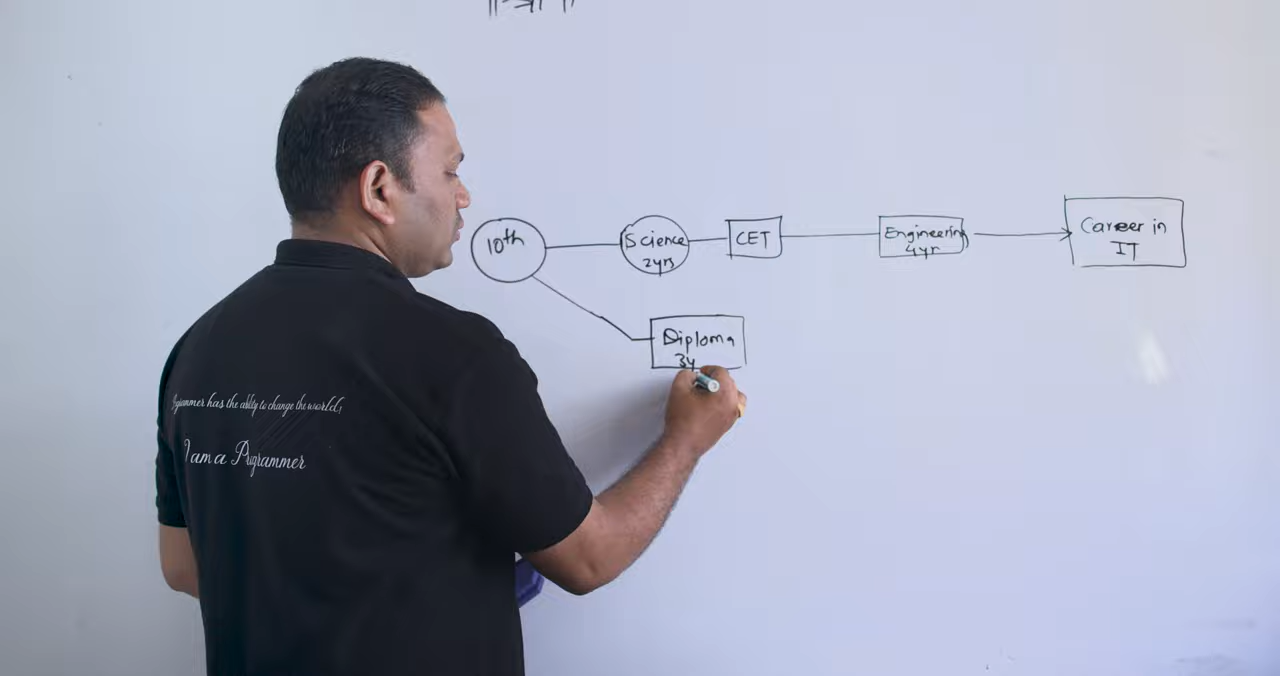 10th
Science
2yrs
CET
Engineering
4yr
Career in
IT
Diploma
3y
grammer has the ability to change the world,
I am a Programmer